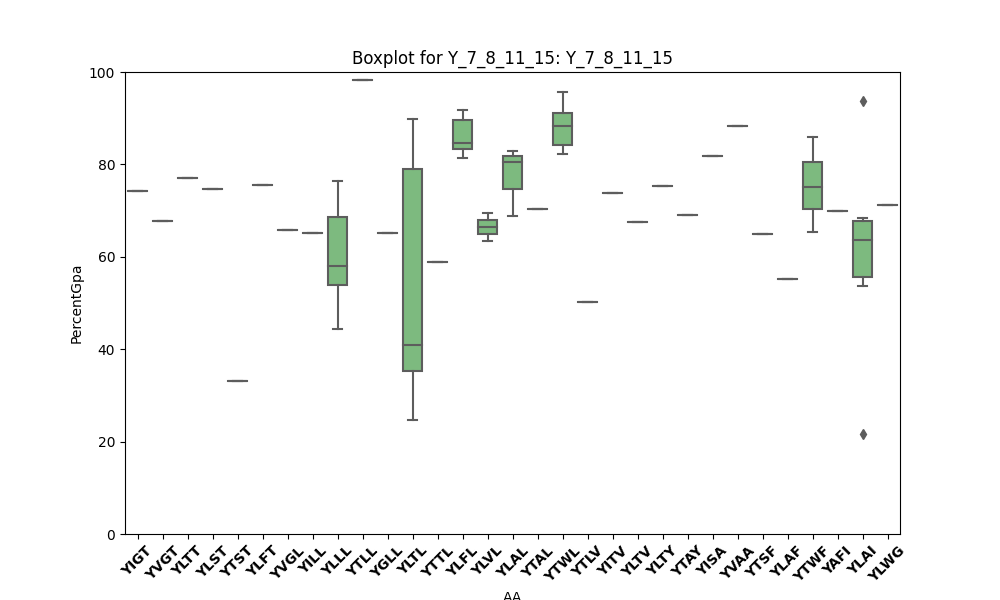 Boxplot for Y_7_8_11_15: Y_7_8_11_15
100
80
60
40
20
0
PercentGpa
YIGT YVGT YLTT YLST YTST YLFT YVGL YILL YLLL YTLL YGLL YLTL YTTL YLFL YLVL YLAL YTAL YTWL YTLV YITV YLTV YLTY YTAY YISA YVAA YTSF YLAF YTWF YAFI YLAI YLWG
AA